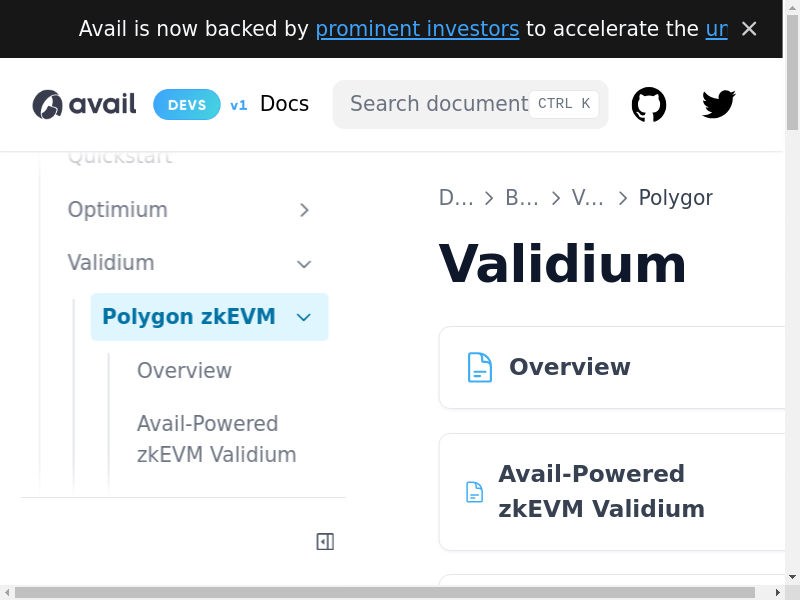 Avail is now backed by prominent investors to accelerate the
avail DEVS v1 Docs
Search document CTRL K
Quickstart
Optimium
Validium
Polygon zkEVM
Overview
Avail-Powered
zkEVM Validium
D… > B… > V… > Polygor
Validium
Overview
Avail-Powered
zkEVM Validium